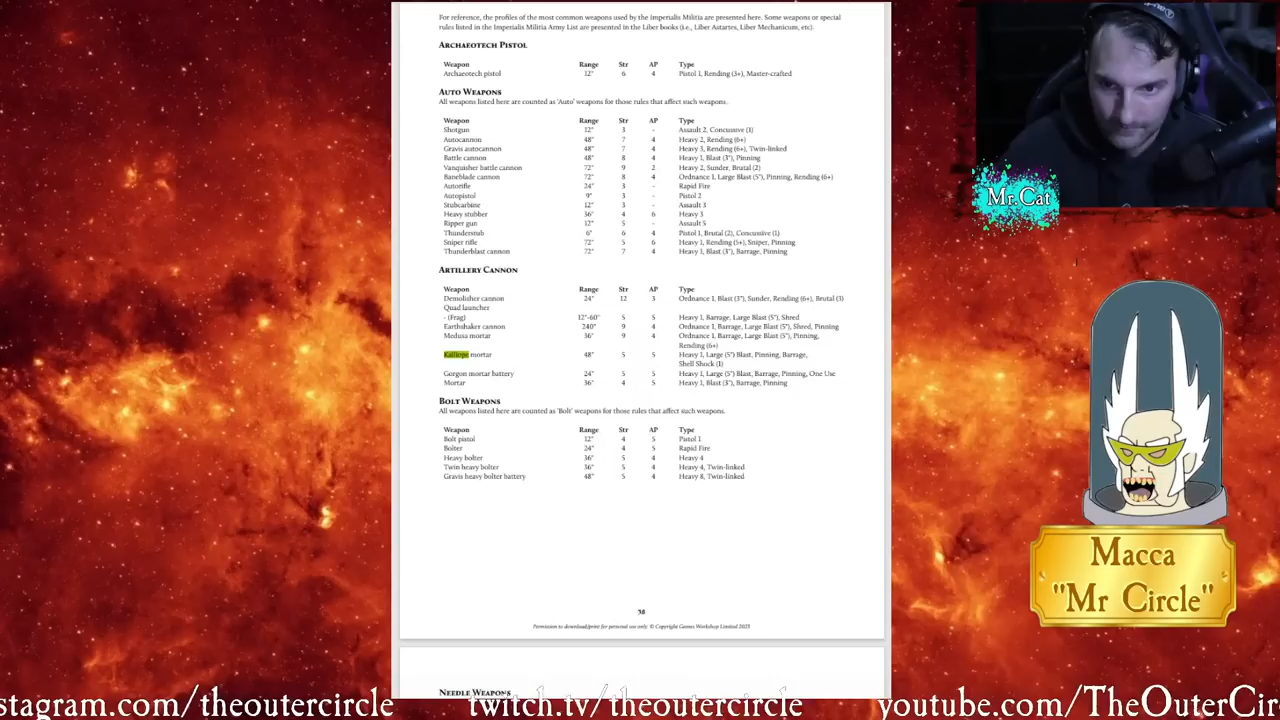 For reference, the profiles of the most common weapons used by the Imperialis Militia are presented here. Some weapons or special
rules listed in the Imperialis Militia Army List are presented in the Liber books (i.e., Liber Astartes, Liber Mechanicum, etc).
Archaeotech Pistol
Weapon Range Str AP Type
Archaeotech pistol 12" 6 4 Pistol 1, Rending (3+), Master-crafted
Auto Weapons
All weapons listed here are counted as 'Auto' weapons for those rules that affect such weapons.
Weapon Range Str AP Type
Shotgun 12" 3 - Assault 2, Concussive (1)
Autocannon 48" 7 4 Heavy 2, Rending (6+)
Gravis autocannon 48" 7 4 Heavy 3, Rending (6+), Twin-linked
Battle cannon 48" 8 4 Heavy 1, Blast (3"), Pinning
Vanquisher battle cannon 72" 9 2 Heavy 2, Sunder, Brutal (2)
Baneblade cannon 72" 8 4 Ordnance 1, Large Blast (5"), Pinning, Rending (6+)
Autorifle 24" 3 - Rapid Fire
Autopistol 9" 3 - Pistol 2
Stubcarbine 12" 3 - Assault 3
Heavy stubber 36" 4 6 Heavy 3
Ripper gun 12" 5 - Assault 5
Thunderstub 6" 6 4 Pistol 1, Brutal (2), Concussive (1)
Sniper rifle 72" 5 6 Heavy 1, Rending (5+), Sniper, Pinning
Thunderblast cannon 72" 7 4 Heavy 1, Blast (3"), Barrage, Pinning
Artillery Cannon
Weapon Range Str AP Type
Demolisher cannon 24" 12 3 Ordnance 1, Blast (3"), Sunder, Rending (6+), Brutal (3)
Quad launcher
- (Frag) 12"-60" 5 5 Heavy 1, Barrage, Large Blast (5"), Shred
Earthshaker cannon 240" 9 4 Ordnance 1, Barrage, Large Blast (5"), Shred, Pinning
Medusa mortar 36" 9 4 Ordnance 1, Barrage, Large Blast (5"), Pinning,
Rending (6+)
Kalliope mortar 48" 5 5 Heavy 1, Large (5") Blast, Pinning, Barrage,
Shell Shock (1)
Gorgon mortar battery 24" 5 5 Heavy 1, Large (5") Blast, Barrage, Pinning, One Use
Mortar 36" 4 5 Heavy 1, Blast (3"), Barrage, Pinning
Bolt Weapons
All weapons listed here are counted as 'Bolt' weapons for those rules that affect such weapons.
Weapon Range Str AP Type
Bolt pistol 12" 4 5 Pistol 1
Bolter 24" 4 5 Rapid Fire
Heavy bolter 36" 5 4 Heavy 4
Twin heavy bolter 36" 5 4 Heavy 4, Twin-linked
Gravis heavy bolter battery 48" 5 4 Heavy 8, Twin-linked
58
Permission to download/print for personal use only. © Copyright Games Workshop Limited 2023
Needle Weapons
Mr.Cat
Macca
"Mr Circle"
stagram.com/theoutercircle twitch.tv/theoutercircle youtube.com/TheOuterCi